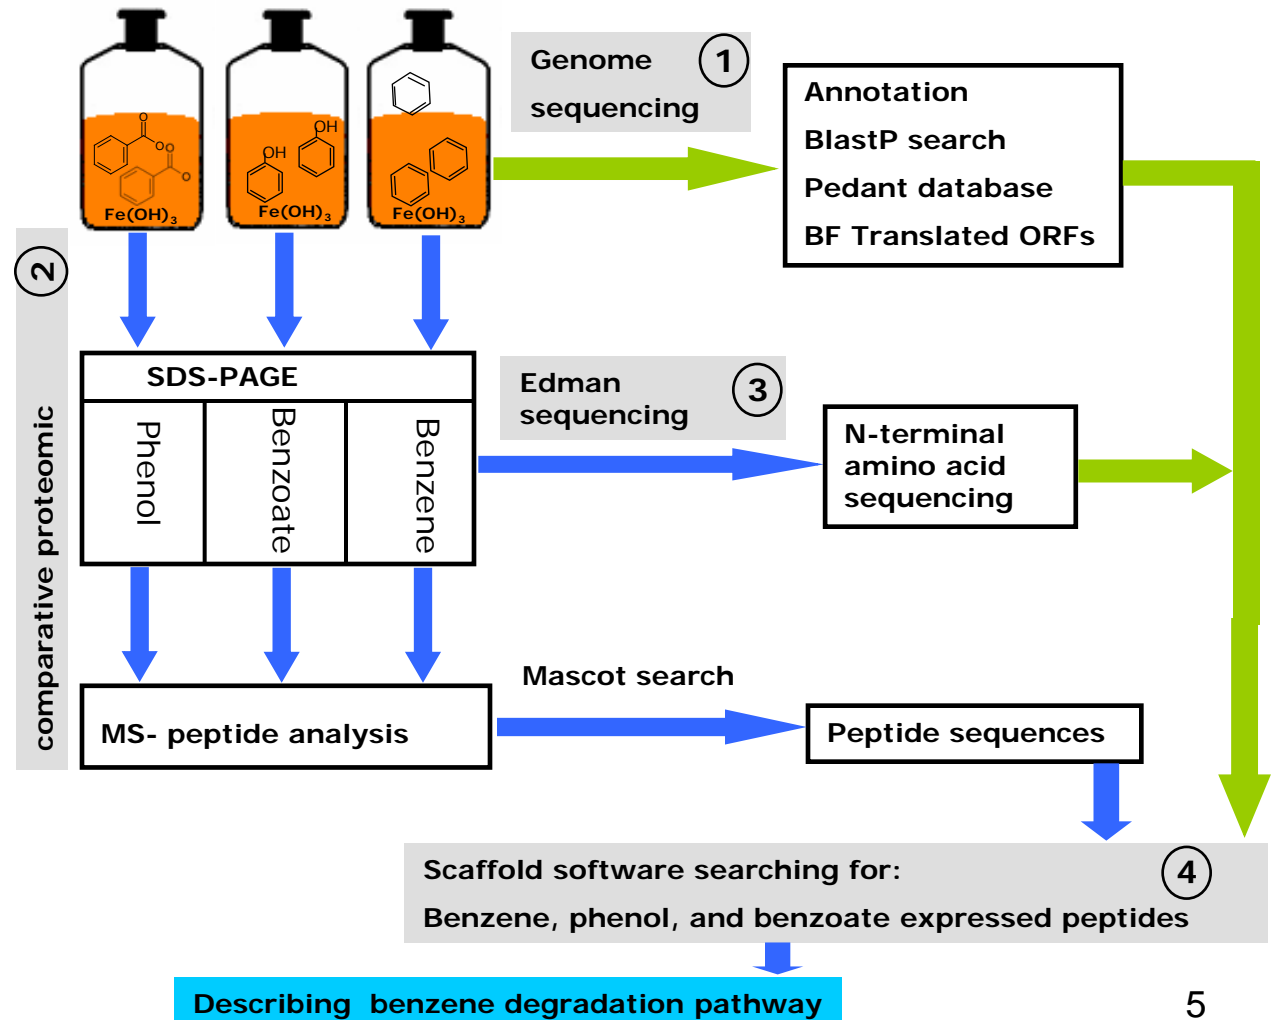 Genome
sequencing
1
Annotation
BlastP search
Pedant database
BF Translated ORFs
O
O
O
O
OH
OH
Fe(OH)3
Fe(OH)3
Fe(OH)3
2
comparative proteomic
SDS-PAGE
Phenol
Benzoate
Benzene
Edman
sequencing
3
N-terminal
amino acid
sequencing
Mascot search
MS- peptide analysis
Peptide sequences
Scaffold software searching for:
4
Benzene, phenol, and benzoate expressed peptides
Describing benzene degradation pathway
5